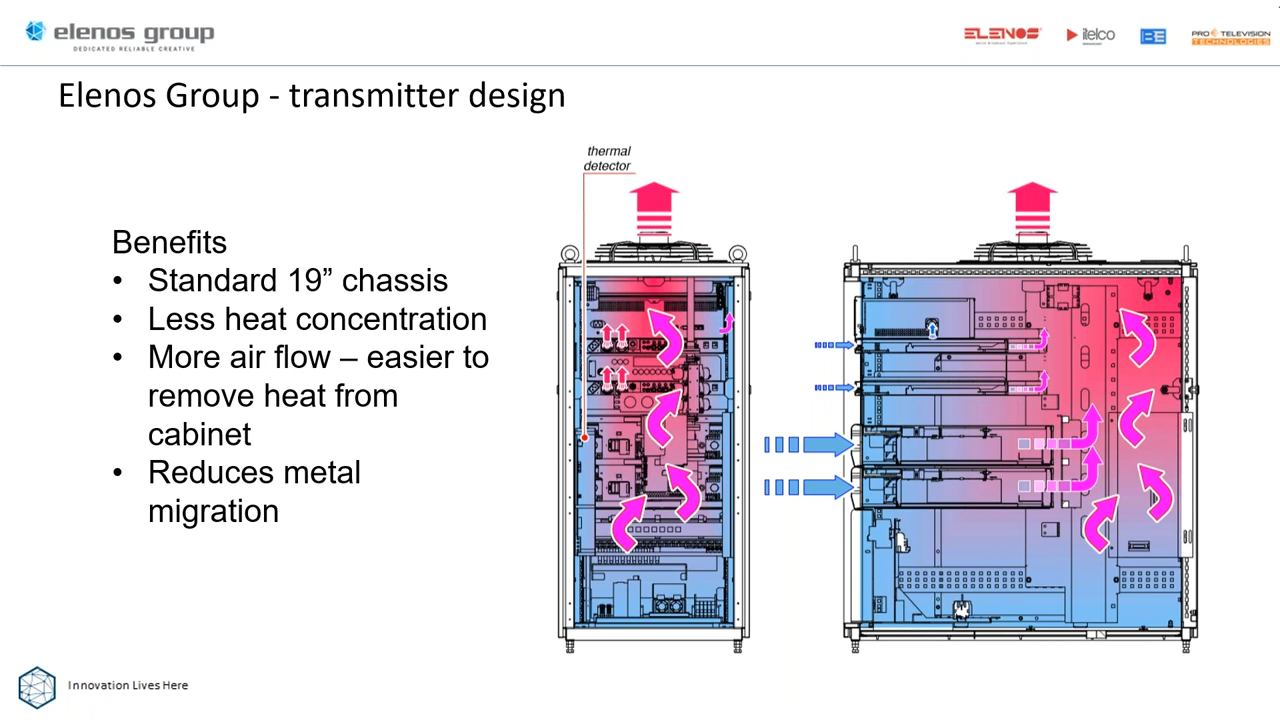 elenos group
DEDICATED RELIABLE CREATIVE
ELENOS
itelco
BE
PRO TELEVISION
TECHNOLOGIES
Elenos Group - transmitter design
thermal
detector
Benefits
• Standard 19” chassis
• Less heat concentration
• More air flow – easier to
remove heat from
cabinet
• Reduces metal
migration
Innovation Lives Here